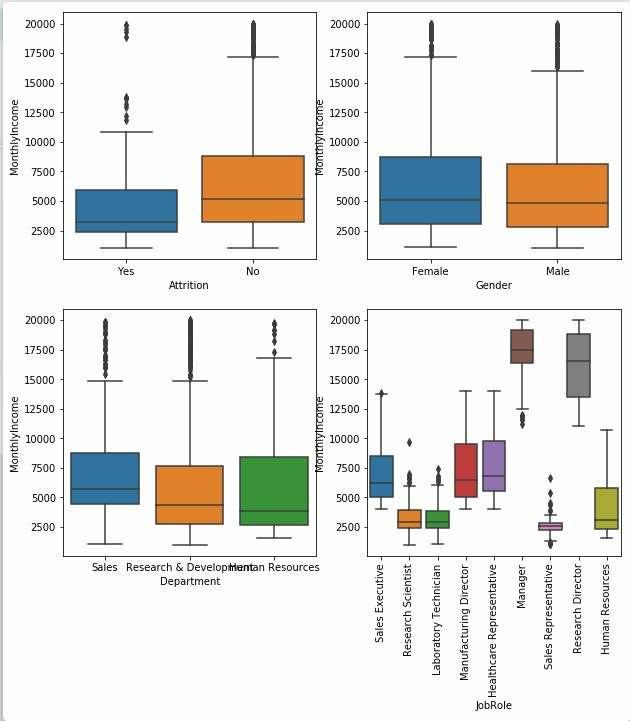 20000
17500
15000
12500
10000
7500
5000
2500
MonthlyIncome
Yes
No
Attrition
20000
17500
15000
12500
10000
7500
5000
2500
MonthlyIncome
Female
Male
Gender
20000
17500
15000
12500
10000
7500
5000
2500
MonthlyIncome
Sales
Research & Development
Human Resources
Department
20000
17500
15000
12500
10000
7500
5000
2500
MonthlyIncome
Sales Executive
Research Scientist
Laboratory Technician
Manufacturing Director
Healthcare Representative
Manager
Sales Representative
Research Director
Human Resources
JobRole